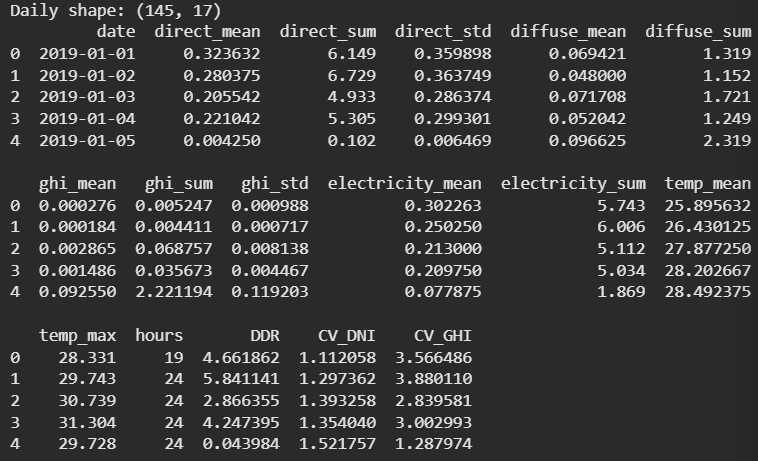 Daily shape: (145, 17)
date direct_mean direct_sum direct_std diffuse_mean diffuse_sum
0 2019-01-01 0.323632 6.149 0.359898 0.069421 1.319
1 2019-01-02 0.280375 6.729 0.363749 0.048000 1.152
2 2019-01-03 0.205542 4.933 0.286374 0.071708 1.721
3 2019-01-04 0.221042 5.305 0.299301 0.052042 1.249
4 2019-01-05 0.004250 0.102 0.006469 0.096625 2.319
ghi_mean ghi_sum ghi_std electricity_mean electricity_sum temp_mean
0 0.000276 0.005247 0.000988 0.302263 5.743 25.895632
1 0.000184 0.004411 0.000717 0.250250 6.006 26.430125
2 0.002865 0.068757 0.008138 0.213000 5.112 27.877250
3 0.001486 0.035673 0.004467 0.209750 5.034 28.202667
4 0.092550 2.221194 0.119203 0.077875 1.869 28.492375
temp_max hours DDR CV_DNI CV_GHI
0 28.331 19 4.661862 1.112058 3.566486
1 29.743 24 5.841141 1.297362 3.880110
2 30.739 24 2.866355 1.393258 2.839581
3 31.304 24 4.247395 1.354040 3.002993
4 29.728 24 0.043984 1.521757 1.287974